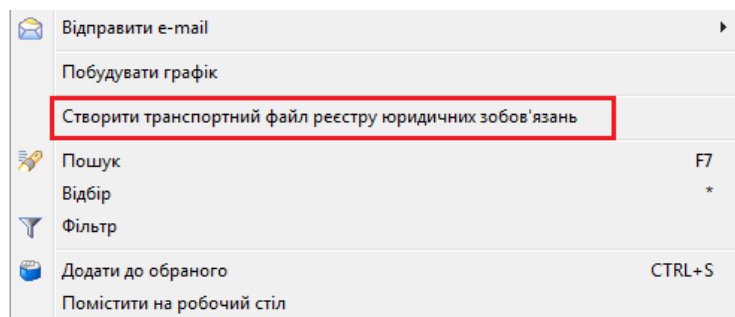 Відправити e-mail
Побудувати графік
Створити транспортний файл реєстру юридичних зобов'язань
Пошук F7
Відбір *
Фільтр
Додати до обраного CTRL+S
Помістити на робочий стіл